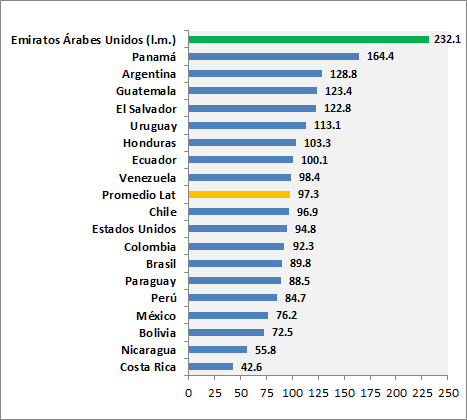 Emiratos Árabes Unidos (l.m.) 232.1
Panamá 164.4
Argentina 128.8
Guatemala 123.4
El Salvador 122.8
Uruguay 113.1
Honduras 103.3
Ecuador 100.1
Venezuela 98.4
Promedio Lat 97.3
Chile 96.9
Estados Unidos 94.8
Colombia 92.3
Brasil 89.8
Paraguay 88.5
Perú 84.7
México 76.2
Bolivia 72.5
Nicaragua 55.8
Costa Rica 42.6
0 25 50 75 100 125 150 175 200 225 250